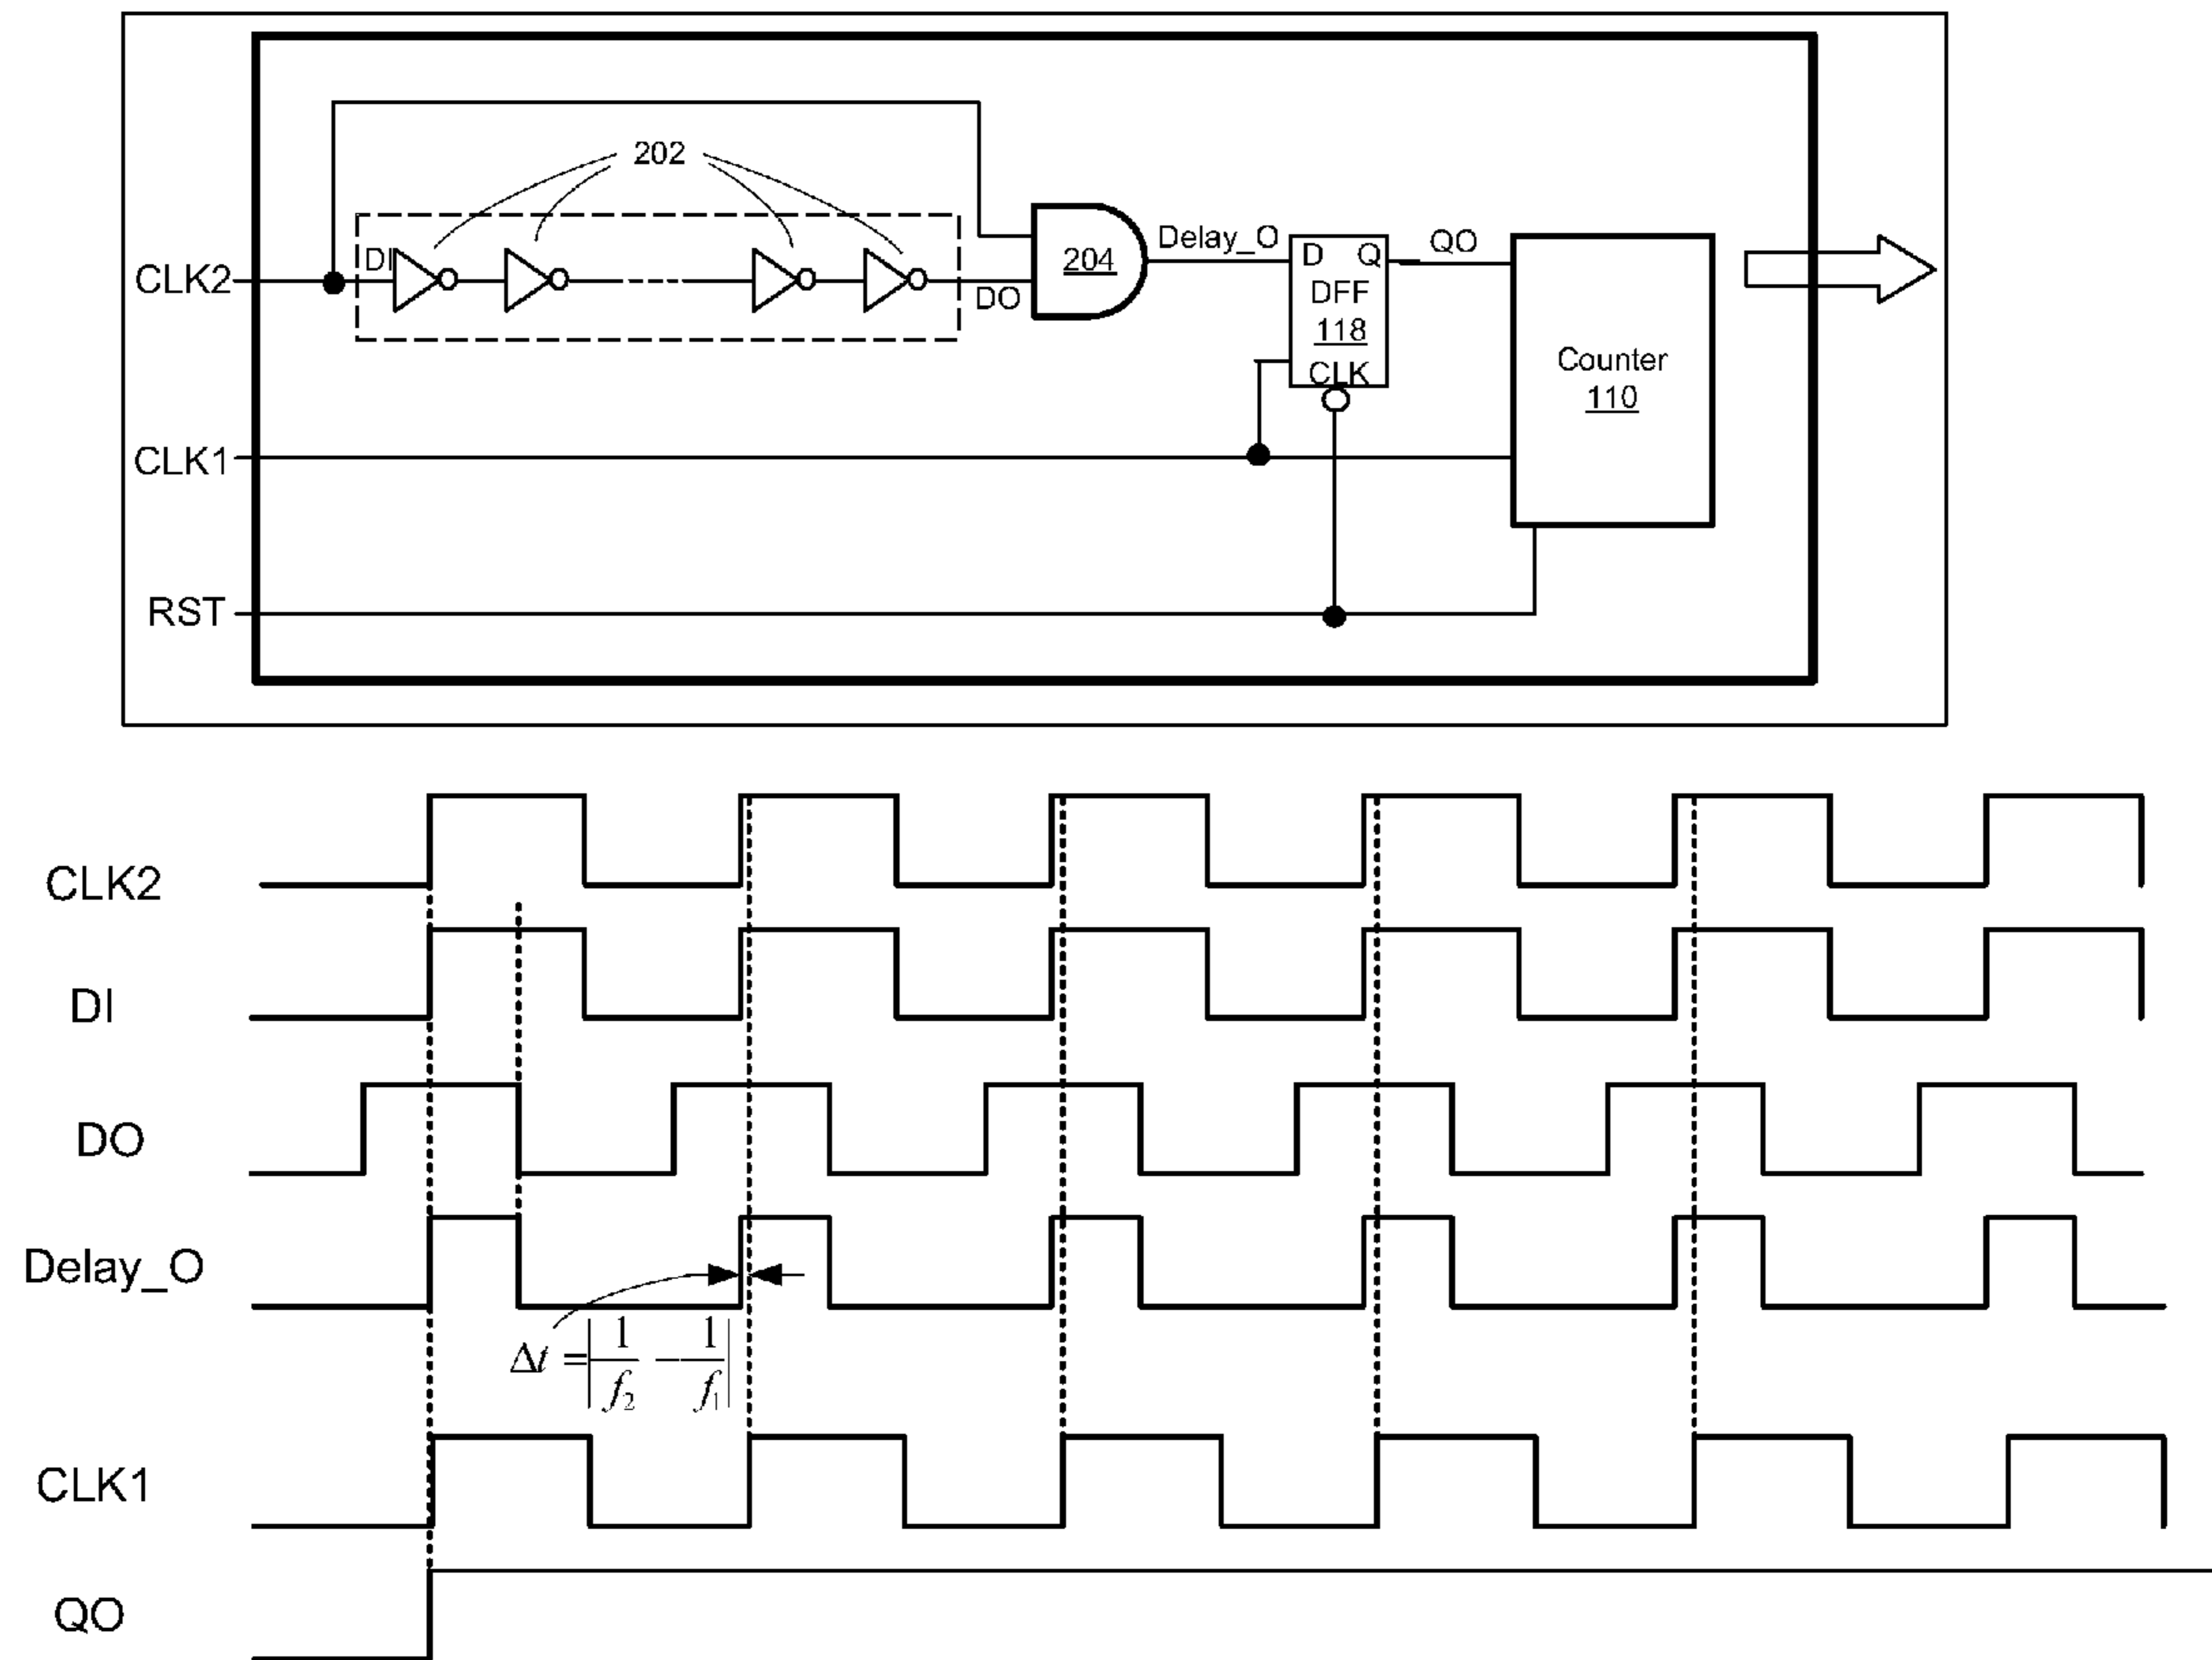 202
DI
CLK2
DO
204
Delay_O
D Q
DFF
118
CLK
QO
Counter
110
CLK1
RST
CLK2
DI
DO
Delay_O
Δt = | 1/f₂ − 1/f₁ |
CLK1
QO